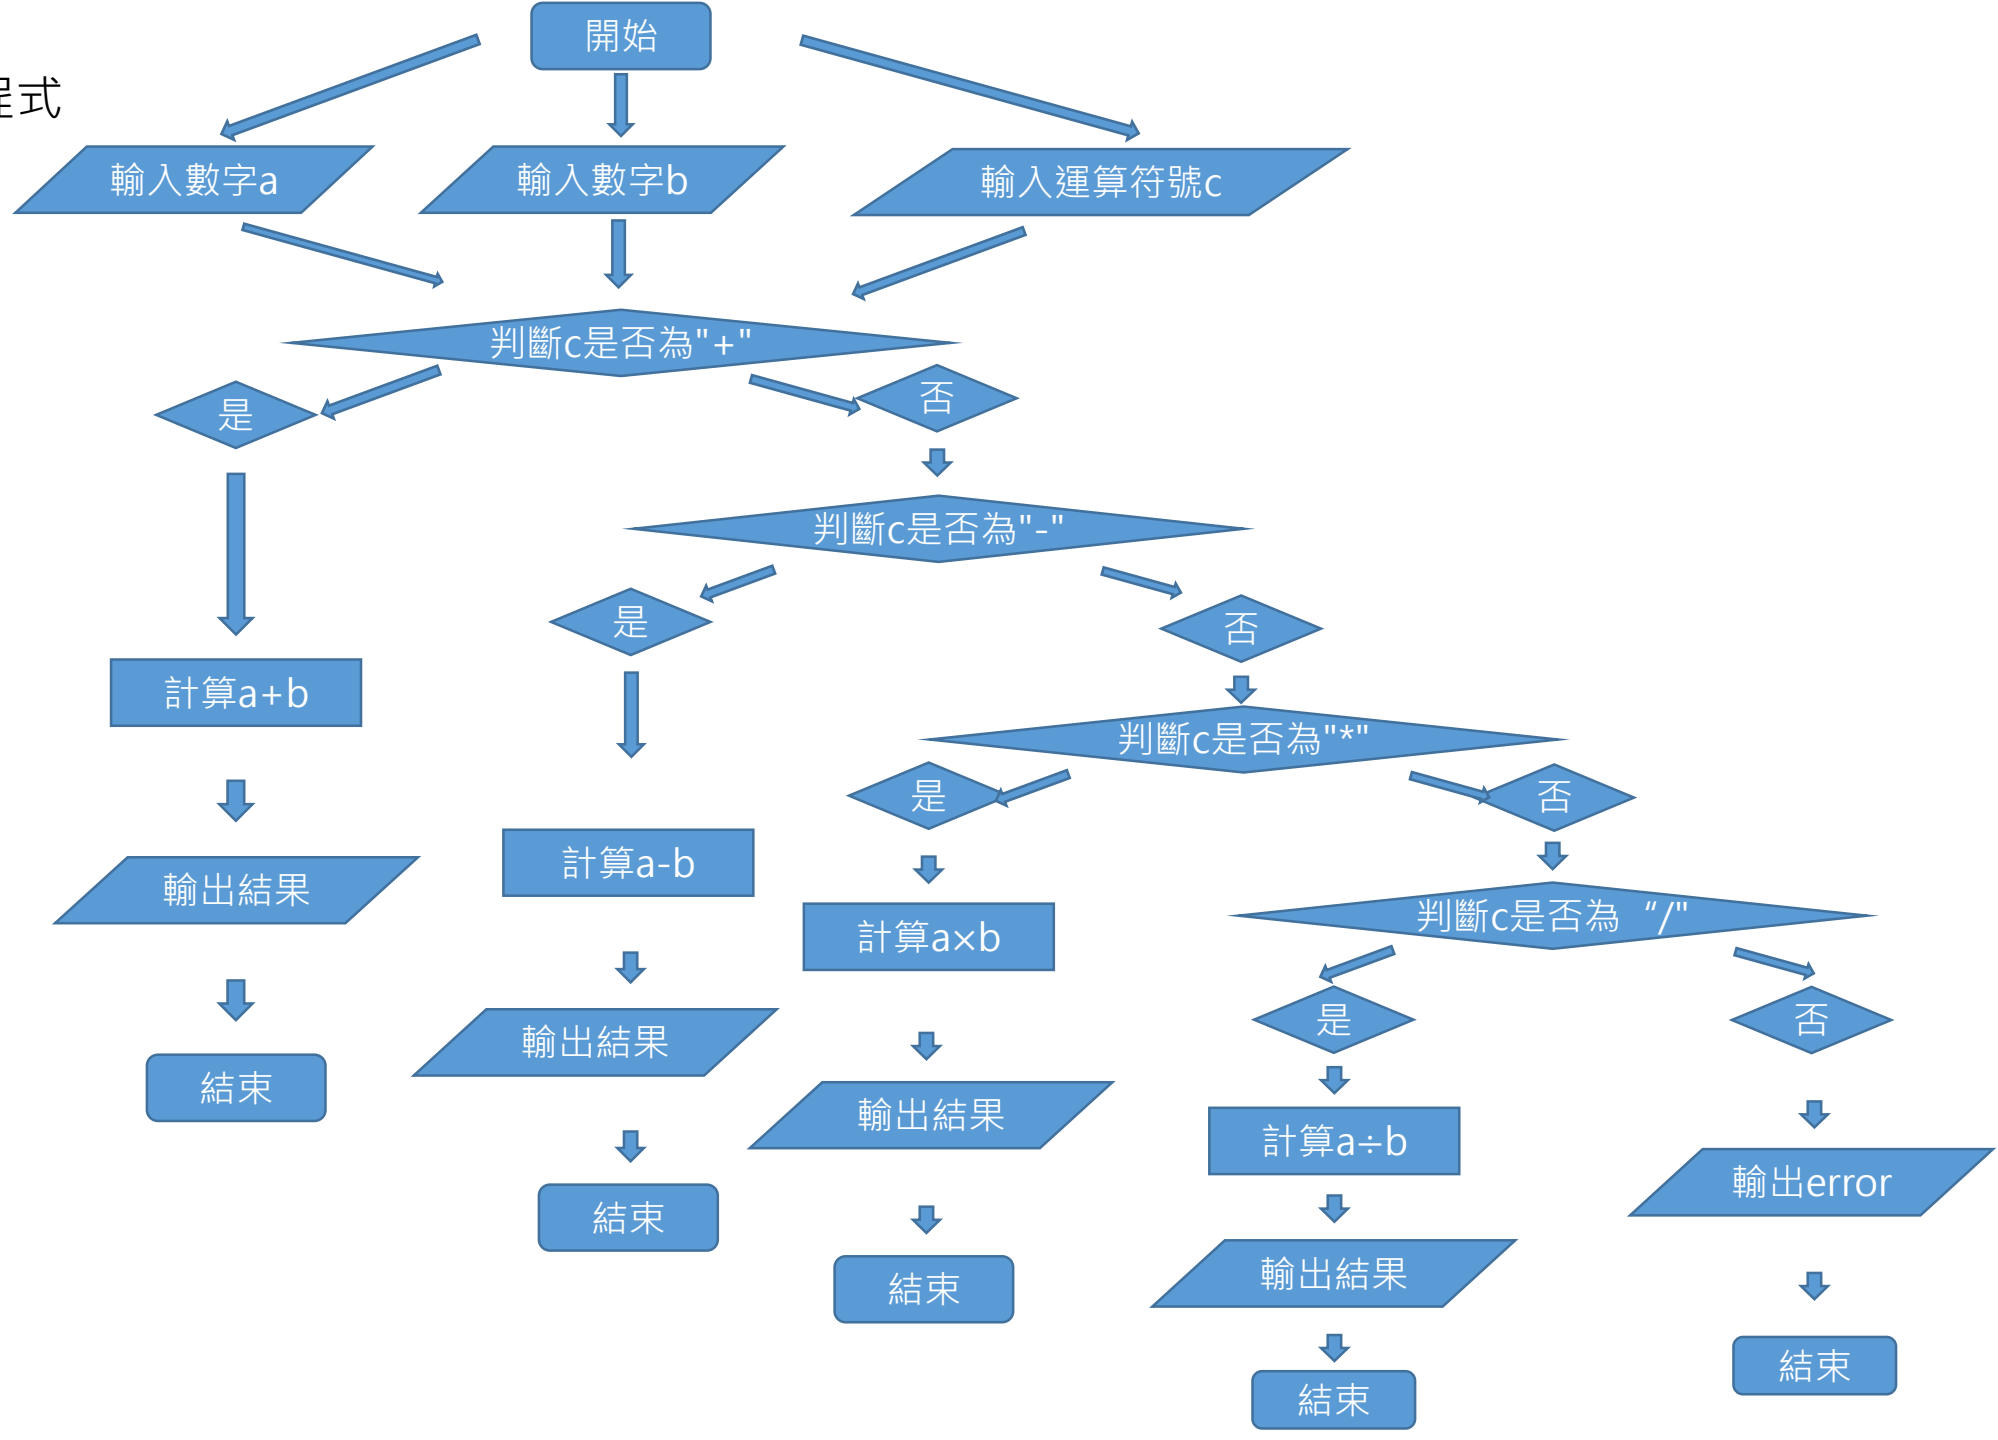 開始
程式
輸入數字a
輸入數字b
輸入運算符號c
判斷c是否為"+"
是
否
判斷c是否為"-"
是
否
計算a+b
判斷c是否為"*"
是
否
計算a-b
輸出結果
計算a×b
判斷c是否為 “/"
是
否
輸出結果
結束
輸出結果
計算a÷b
輸出error
結束
輸出結果
結束
結束
結束